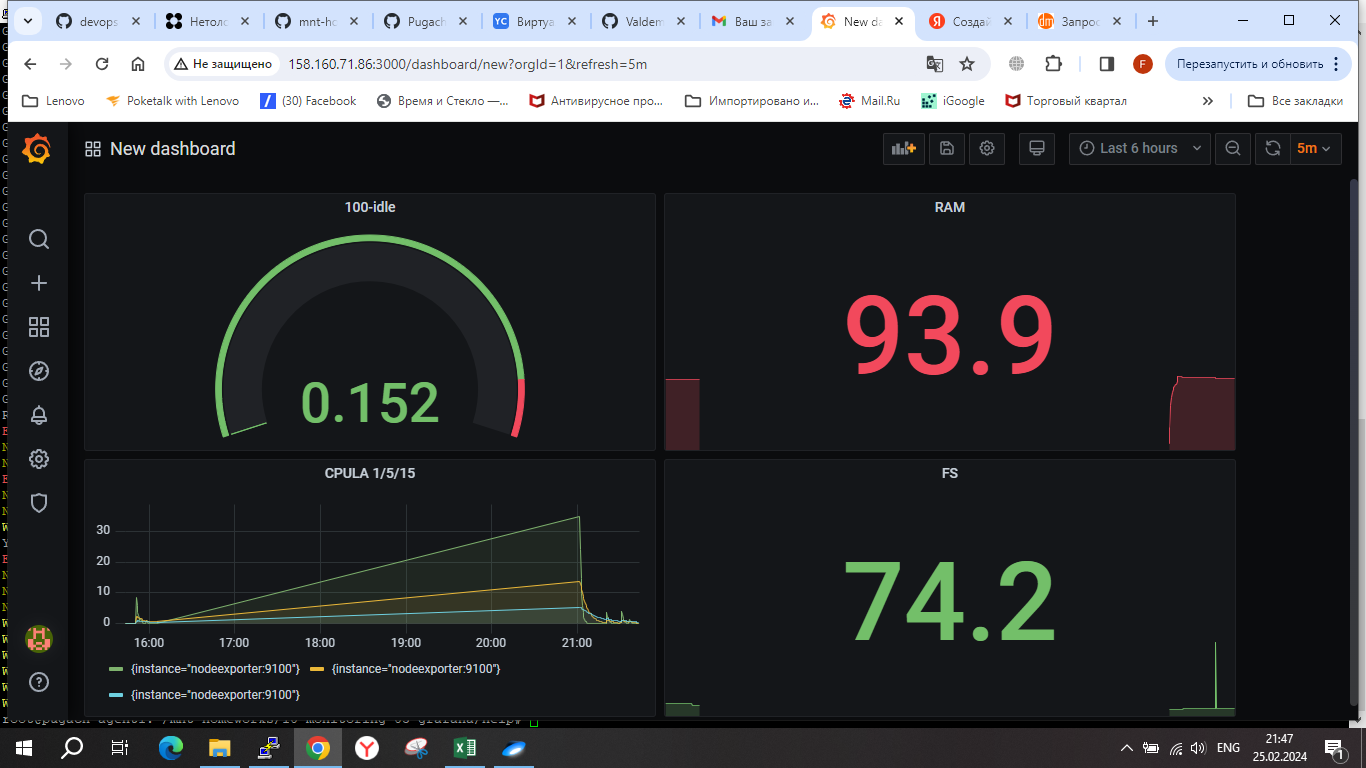 devops
Нетоло
mnt-ho
Pugach
YC Виртуа
Valdem
Ваш за
New da
Я Создай
dm Запрос
Не защищено
158.160.71.86:3000/dashboard/new?orgId=1&refresh=5m
F
Перезапустить и обновить
Lenovo
Poketalk with Lenovo
(30) Facebook
Время и Стекло —...
Антивирусное про...
Импортировано и...
Mail.Ru
iGoogle
Торговый квартал
Все закладки
New dashboard
Last 6 hours
5m
100-idle
0.152
RAM
93.9
CPULA 1/5/15
30
20
10
0
16:00 17:00 18:00 19:00 20:00 21:00
{instance="nodeexporter:9100"} {instance="nodeexporter:9100"}
{instance="nodeexporter:9100"}
FS
74.2
ENG
21:47
25.02.2024
1